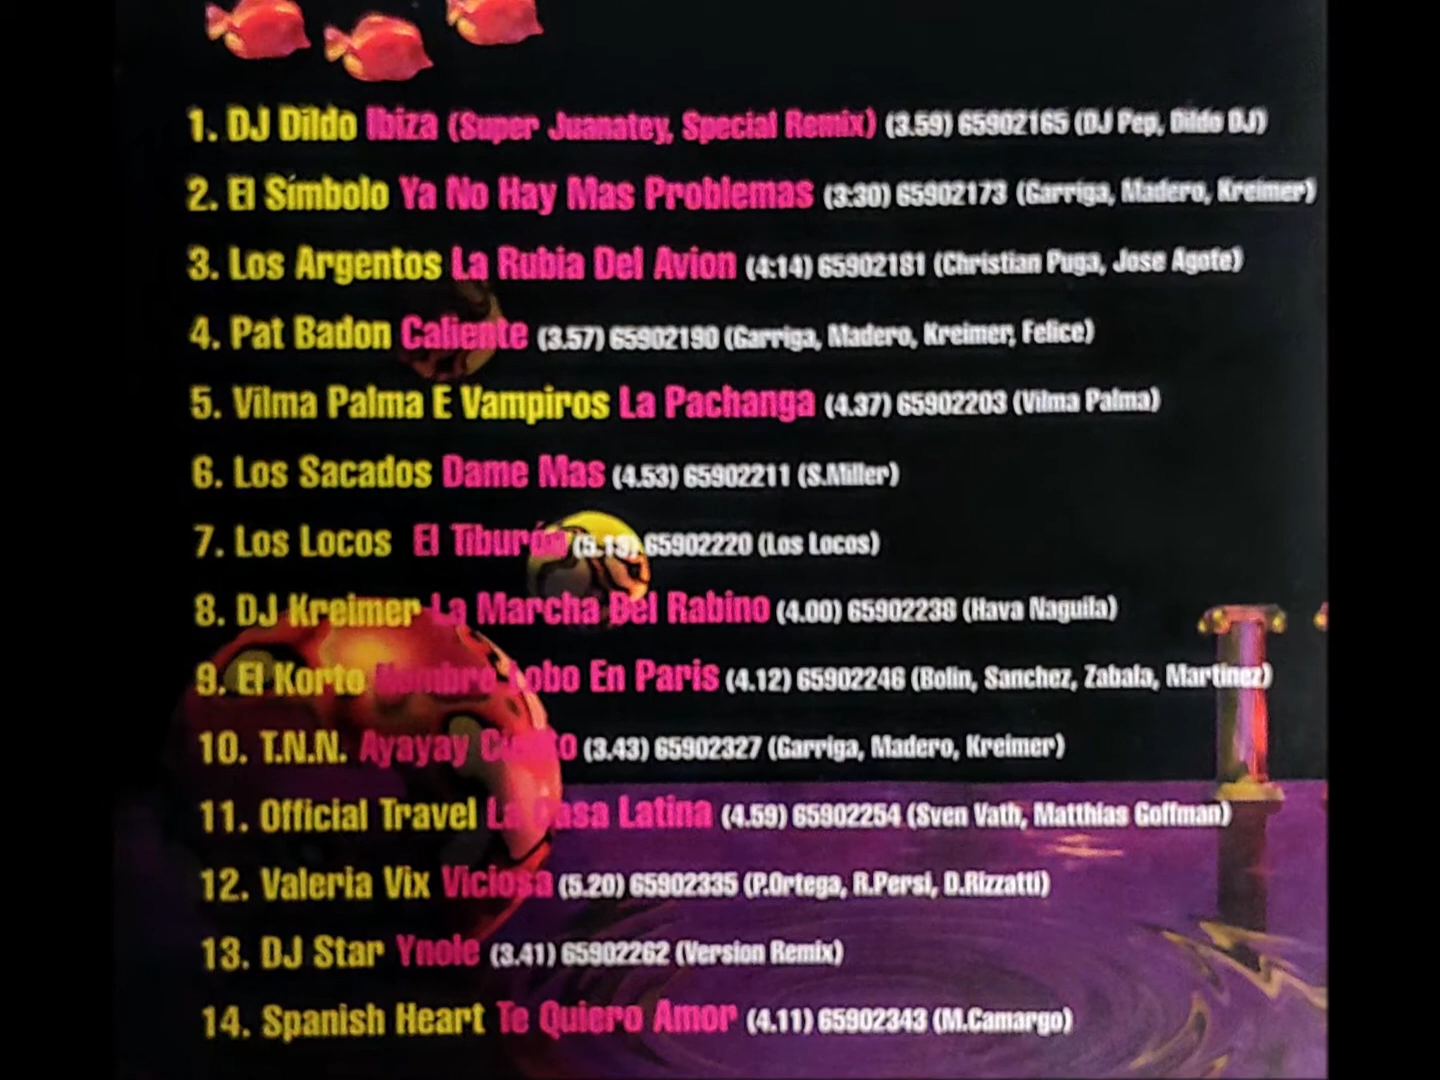 1. DJ Dildo Ibiza (Super Juanatey, Special Remix) (3.59) 65902165 (DJ Pep, Dildo DJ)
2. El Símbolo Ya No Hay Mas Problemas (3:30) 65902173 (Garriga, Madero, Kreimer)
3. Los Argentos La Rubia Del Avion (4:14) 65902181 (Christian Puga, Jose Agote)
4. Pat Badon Caliente (3.57) 65902190 (Garriga, Madero, Kreimer, Felice)
5. Vilma Palma E Vampiros La Pachanga (4.37) 65902203 (Vilma Palma)
6. Los Sacados Dame Mas (4.53) 65902211 (S.Miller)
7. Los Locos El Tiburón 65902220 (Los Locos)
8. DJ Kreimer La Marcha Del Rabino (4.00) 65902238 (Hava Naguila)
9. El Korto Hombre Lobo En Paris (4.12) 65902246 (Bolin, Sanchez, Zabala, Martinez)
10. T.N.N. Ayayay (3.43) 65902327 (Garriga, Madero, Kreimer)
11. Official Travel La Casa Latina (4.59) 65902254 (Sven Vath, Matthias Goffman)
12. Valeria Vix Viciosa (5.20) 65902335 (P.Ortega, R.Persi, D.Rizzatti)
13. DJ Star Ynole (3.41) 65902262 (Version Remix)
14. Spanish Heart Te Quiero Amor (4.11) 65902343 (M.Camargo)